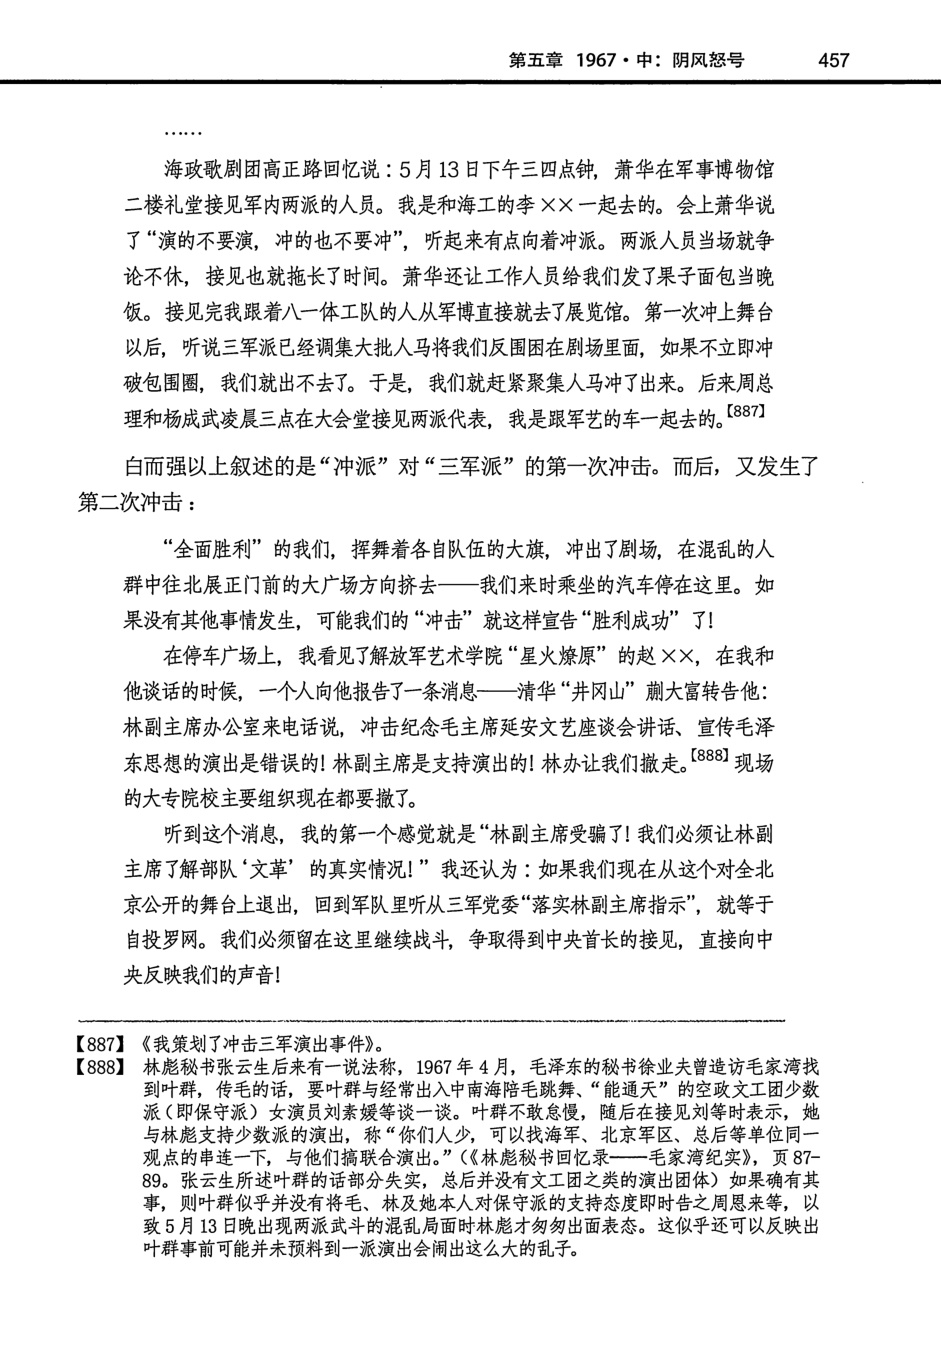 第五章 1967·中：阴风怒号 457
……
海政歌剧团高正路回忆说：5月13日下午三四点钟，萧华在军事博物馆
二楼礼堂接见军内两派的人员。我是和海工的李××一起去的。会上萧华说
了“演的不要演，冲的也不要冲”，听起来有点向着冲派。两派人员当场就争
论不休，接见也就拖长了时间。萧华还让工作人员给我们发了果子面包当晚
饭。接见完我跟着八一体工队的人从军博直接就去了展览馆。第一次冲上舞台
以后，听说三军派已经调集大批人马将我们反围困在剧场里面，如果不立即冲
破包围圈，我们就出不去了。于是，我们就赶紧聚集人马冲了出来。后来周总
理和杨成武凌晨三点在大会堂接见两派代表，我是跟军艺的车一起去的。【887】
白而强以上叙述的是“冲派”对“三军派”的第一次冲击。而后，又发生了
第二次冲击：
“全面胜利”的我们，挥舞着各自队伍的大旗，冲出了剧场，在混乱的人
群中往北展正门前的大广场方向挤去——我们来时乘坐的汽车停在这里。如
果没有其他事情发生，可能我们的“冲击”就这样宣告“胜利成功”了！
在停车广场上，我看见了解放军艺术学院“星火燎原”的赵××，在我和
他谈话的时候，一个人向他报告了一条消息——清华“井冈山”蒯大富转告他：
林副主席办公室来电话说，冲击纪念毛主席延安文艺座谈会讲话、宣传毛泽
东思想的演出是错误的！林副主席是支持演出的！林办让我们撤走。【888】现场
的大专院校主要组织现在都要撤了。
听到这个消息，我的第一个感觉就是“林副主席受骗了！我们必须让林副
主席了解部队‘文革’的真实情况！”我还认为：如果我们现在从这个对全北
京公开的舞台上退出，回到军队里听从三军党委“落实林副主席指示”，就等于
自投罗网。我们必须留在这里继续战斗，争取得到中央首长的接见，直接向中
央反映我们的声音！
【887】《我策划了冲击三军演出事件》。
【888】林彪秘书张云生后来有一说法称，1967年4月，毛泽东的秘书徐业夫曾造访毛家湾找
到叶群，传毛的话，要叶群与经常出入中南海陪毛跳舞、“能通天”的空政文工团少数
派（即保守派）女演员刘素媛等谈一谈。叶群不敢怠慢，随后在接见刘等时表示，她
与林彪支持少数派的演出，称“你们人少，可以找海军、北京军区、总后等单位同一
观点的串连一下，与他们搞联合演出。”（《林彪秘书回忆录——毛家湾纪实》，页87-
89。张云生所述叶群的话部分失实，总后并没有文工团之类的演出团体）如果确有其
事，则叶群似乎并没有将毛、林及她本人对保守派的支持态度即时告之周恩来等，以
致5月13日晚出现两派武斗的混乱局面时林彪才匆匆出面表态。这似乎还可以反映出
叶群事前可能并未预料到一派演出会闹出这么大的乱子。